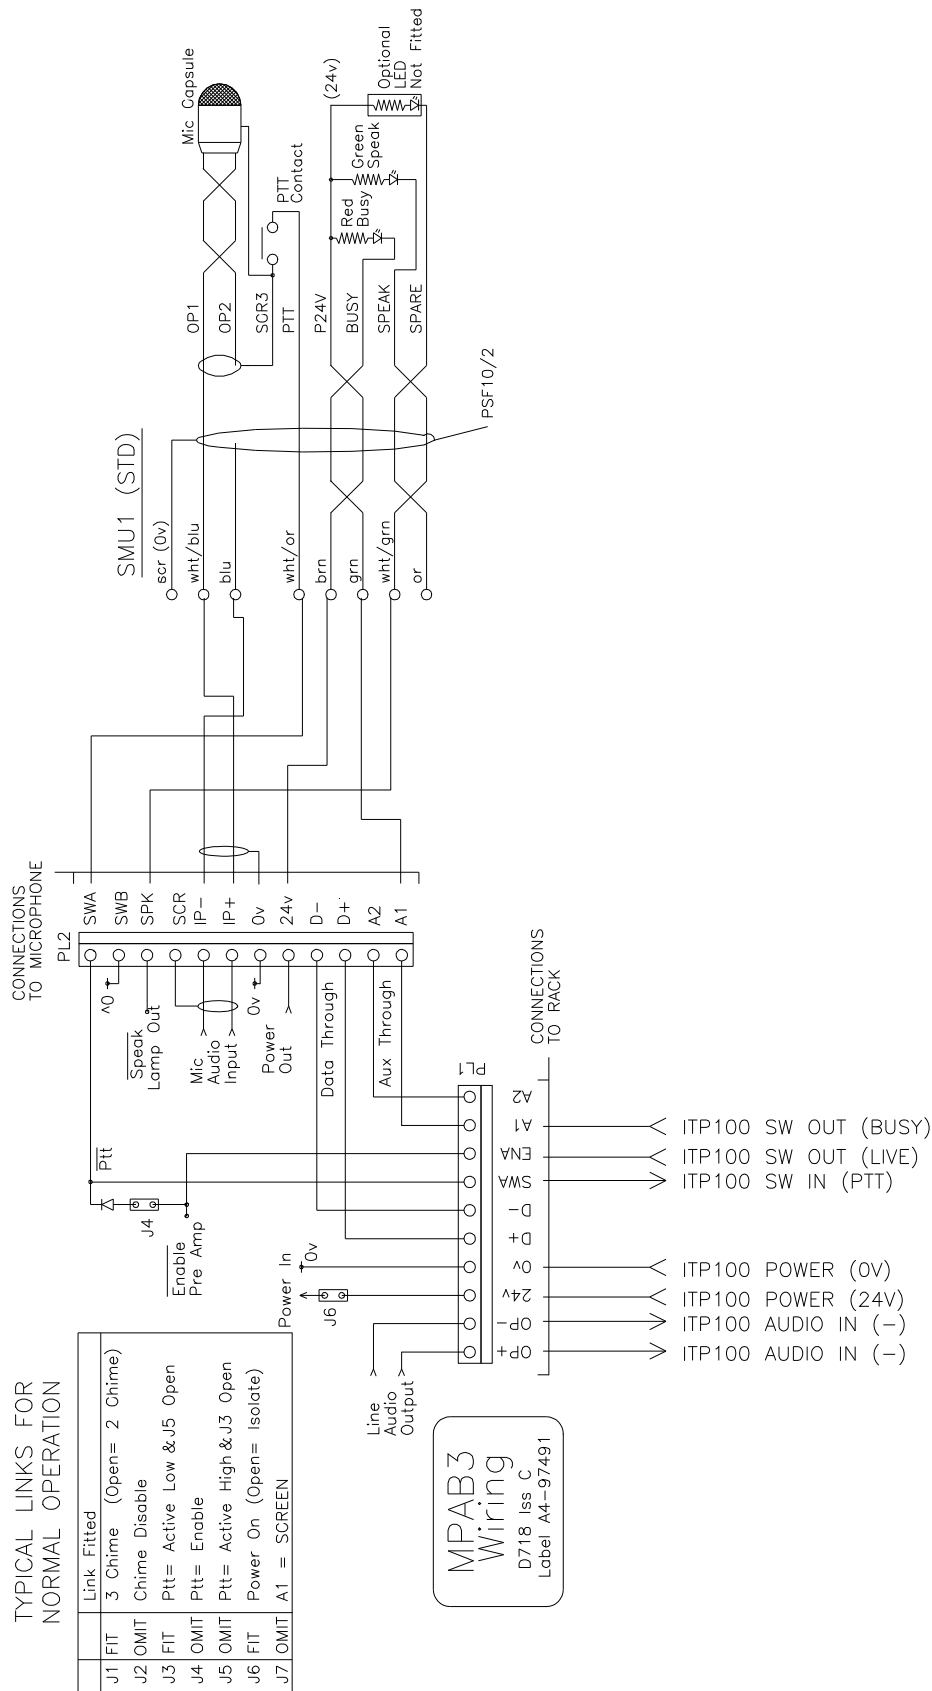 TYPICAL LINKS FOR
NORMAL OPERATION
Link Fitted
J1 FIT 3 Chime (Open= 2 Chime)
J2 OMIT Chime Disable
J3 FIT Ptt= Active Low &J5 Open
J4 OMIT Ptt= Enable
J5 OMIT Ptt= Active High&J3 Open
J6 FIT Power On (Open= Isolate)
J7 OMIT A1 = SCREEN
MPAB3
Wiring
D718 Iss C
Label A4-97491
CONNECTIONS
TO MICROPHONE
PL2
SWA
SWB
SPK
SCR
IP-
IP+
0v
24v
D-
D+
A2
A1
0v
Speak
Lamp Out
Mic
Audio
Input
0v
Power
Out
Data Through
Aux Through
Ptt
J4
Enable
Pre Amp
Power In
0v
J6
Line
Audio
Output
PL1
A2
A1
ENA
SWA
D-
D+
0v
24v
OP-
OP+
CONNECTIONS
TO RACK
ITP100 SW OUT (BUSY)
ITP100 SW OUT (LIVE)
ITP100 SW IN (PTT)
ITP100 POWER (0V)
ITP100 POWER (24V)
ITP100 AUDIO IN (-)
ITP100 AUDIO IN (-)
SMU1 (STD)
scr (0v)
wht/blu
blu
wht/or
brn
grn
wht/grn
or
PSF10/2
OP1
OP2
SCR3
PTT
P24V
BUSY
SPEAK
SPARE
Mic Capsule
PTT
Contact
Red
Busy
Green
Speak
(24v)
Optional
LED
Not Fitted